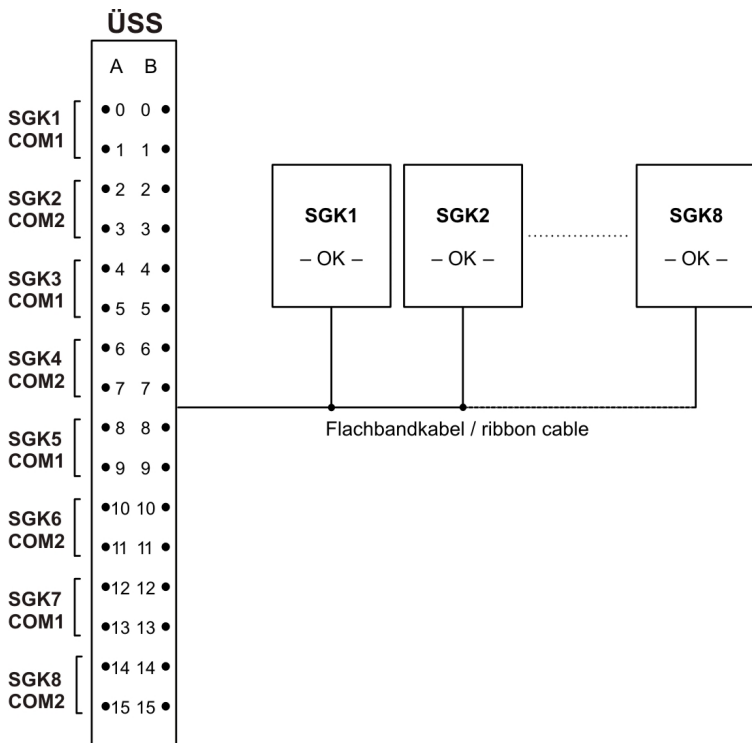 ÜSS
A B
SGK1
COM1
0 0
1 1
SGK2
COM2
2 2
3 3
SGK3
COM1
4 4
5 5
SGK4
COM2
6 6
7 7
SGK5
COM1
8 8
9 9
SGK6
COM2
10 10
11 11
SGK7
COM1
12 12
13 13
SGK8
COM2
14 14
15 15
SGK1
– OK –
SGK2
– OK –
SGK8
– OK –
Flachbandkabel / ribbon cable